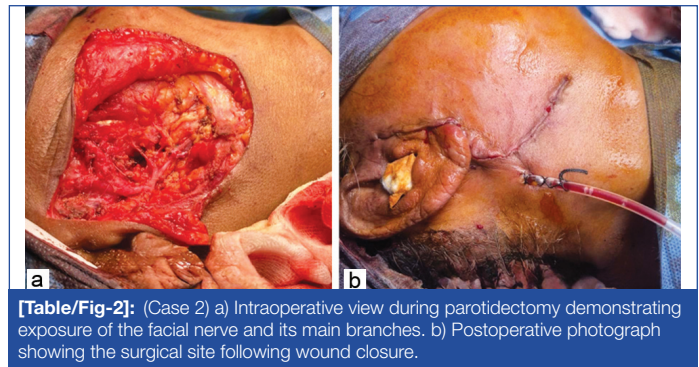 a
b
[Table/Fig-2]: (Case 2) a) Intraoperative view during parotidectomy demonstrating
exposure of the facial nerve and its main branches. b) Postoperative photograph
showing the surgical site following wound closure.